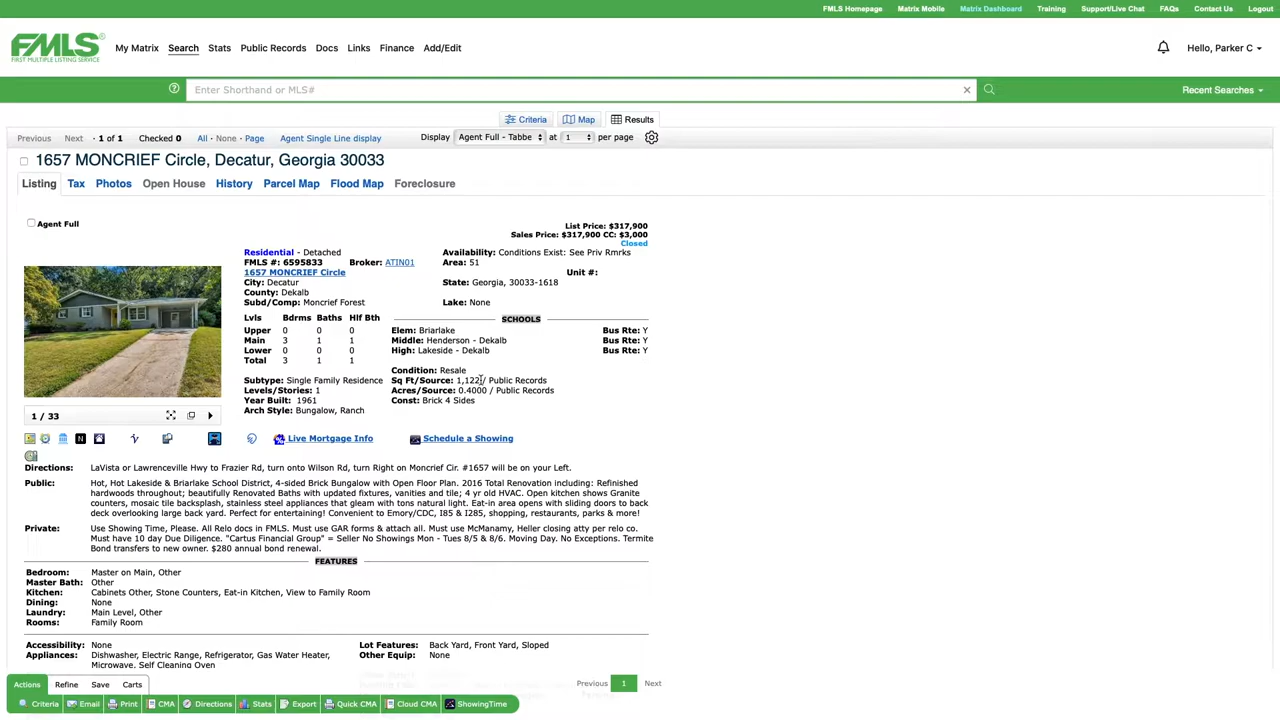 FMLS Homepage Matrix Mobile Matrix Dashboard Training Support/Live Chat FAQs Contact Us Logout
FMLS
FIRST MULTIPLE LISTING SERVICE
My Matrix Search Stats Public Records Docs Links Finance Add/Edit
Hello, Parker C
Enter Shorthand or MLS#
Recent Searches
Criteria Map Results
Previous Next · 1 of 1 Checked 0 All · None · Page Agent Single Line display Display Agent Full - Tabbe at 1 per page
1657 MONCRIEF Circle, Decatur, Georgia 30033
Listing Tax Photos Open House History Parcel Map Flood Map Foreclosure
Agent Full
List Price: $317,900
Sales Price: $317,900 CC: $3,000
Closed
Residential - Detached Availability: Conditions Exist: See Priv Rmrks
FMLS #: 6595833 Broker: ATIN01 Area: 51
1657 MONCRIEF Circle Unit #:
City: Decatur State: Georgia, 30033-1618
County: Dekalb
Subd/Comp: Moncrief Forest Lake: None
Lvls Bdrms Baths Hlf Bth SCHOOLS
Upper 0 0 0 Elem: Briarlake Bus Rte: Y
Main 3 1 1 Middle: Henderson - Dekalb Bus Rte: Y
Lower 0 0 0 High: Lakeside - Dekalb Bus Rte: Y
Total 3 1 1
Condition: Resale
Subtype: Single Family Residence Sq Ft/Source: 1,122 / Public Records
Levels/Stories: 1 Acres/Source: 0.4000 / Public Records
Year Built: 1961 Const: Brick 4 Sides
Arch Style: Bungalow, Ranch
1 / 33
Live Mortgage Info Schedule a Showing
Directions: LaVista or Lawrenceville Hwy to Frazier Rd, turn onto Wilson Rd, turn Right on Moncrief Cir. #1657 will be on your Left.
Public: Hot, Hot Lakeside & Briarlake School District, 4-sided Brick Bungalow with Open Floor Plan. 2016 Total Renovation including: Refinished
hardwoods throughout; beautifully Renovated Baths with updated fixtures, vanities and tile; 4 yr old HVAC. Open kitchen shows Granite
counters, mosaic tile backsplash, stainless steel appliances that gleam with tons natural light. Eat-in area opens with sliding doors to back
deck overlooking large back yard. Perfect for entertaining! Convenient to Emory/CDC, I85 & I285, shopping, restaurants, parks & more!
Private: Use Showing Time, Please. All Relo docs in FMLS. Must use GAR forms & attach all. Must use McManamy, Heller closing atty per relo co.
Must have 10 day Due Diligence. "Cartus Financial Group" = Seller No Showings Mon - Tues 8/5 & 8/6. Moving Day. No Exceptions. Termite
Bond transfers to new owner. $280 annual bond renewal.
FEATURES
Bedroom: Master on Main, Other
Master Bath: Other
Kitchen: Cabinets Other, Stone Counters, Eat-in Kitchen, View to Family Room
Dining: None
Laundry: Main Level, Other
Rooms: Family Room
Accessibility: None Lot Features: Back Yard, Front Yard, Sloped
Appliances: Dishwasher, Electric Range, Refrigerator, Gas Water Heater, Other Equip: None
Microwave, Self Cleaning Oven
Actions Refine Save Carts Previous 1 Next
Criteria Email Print CMA Directions Stats Export Quick CMA Cloud CMA ShowingTime